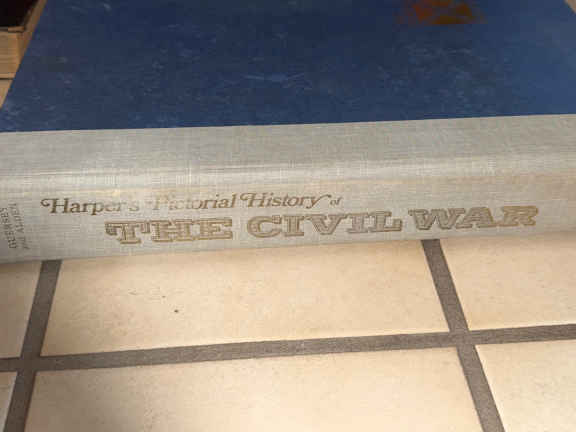 GUERNSEY
AND ALDEN
Harper's Pictorial History of
THE CIVIL WAR